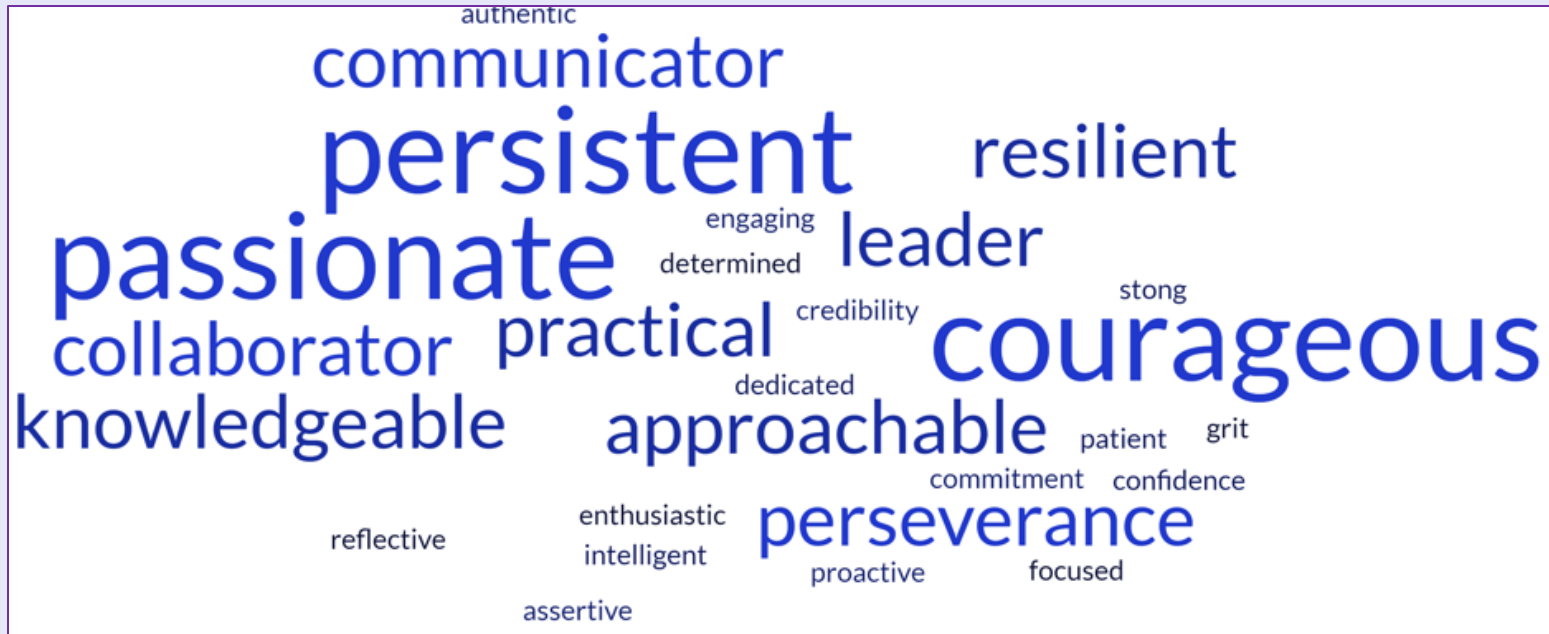 authentic
communicator
persistent
resilient
engaging
leader
passionate
determined
stong
credibility
practical
collaborator
courageous
dedicated
knowledgeable
approachable
patient
grit
commitment
confidence
enthusiastic
perseverance
reflective
intelligent
proactive
focused
assertive